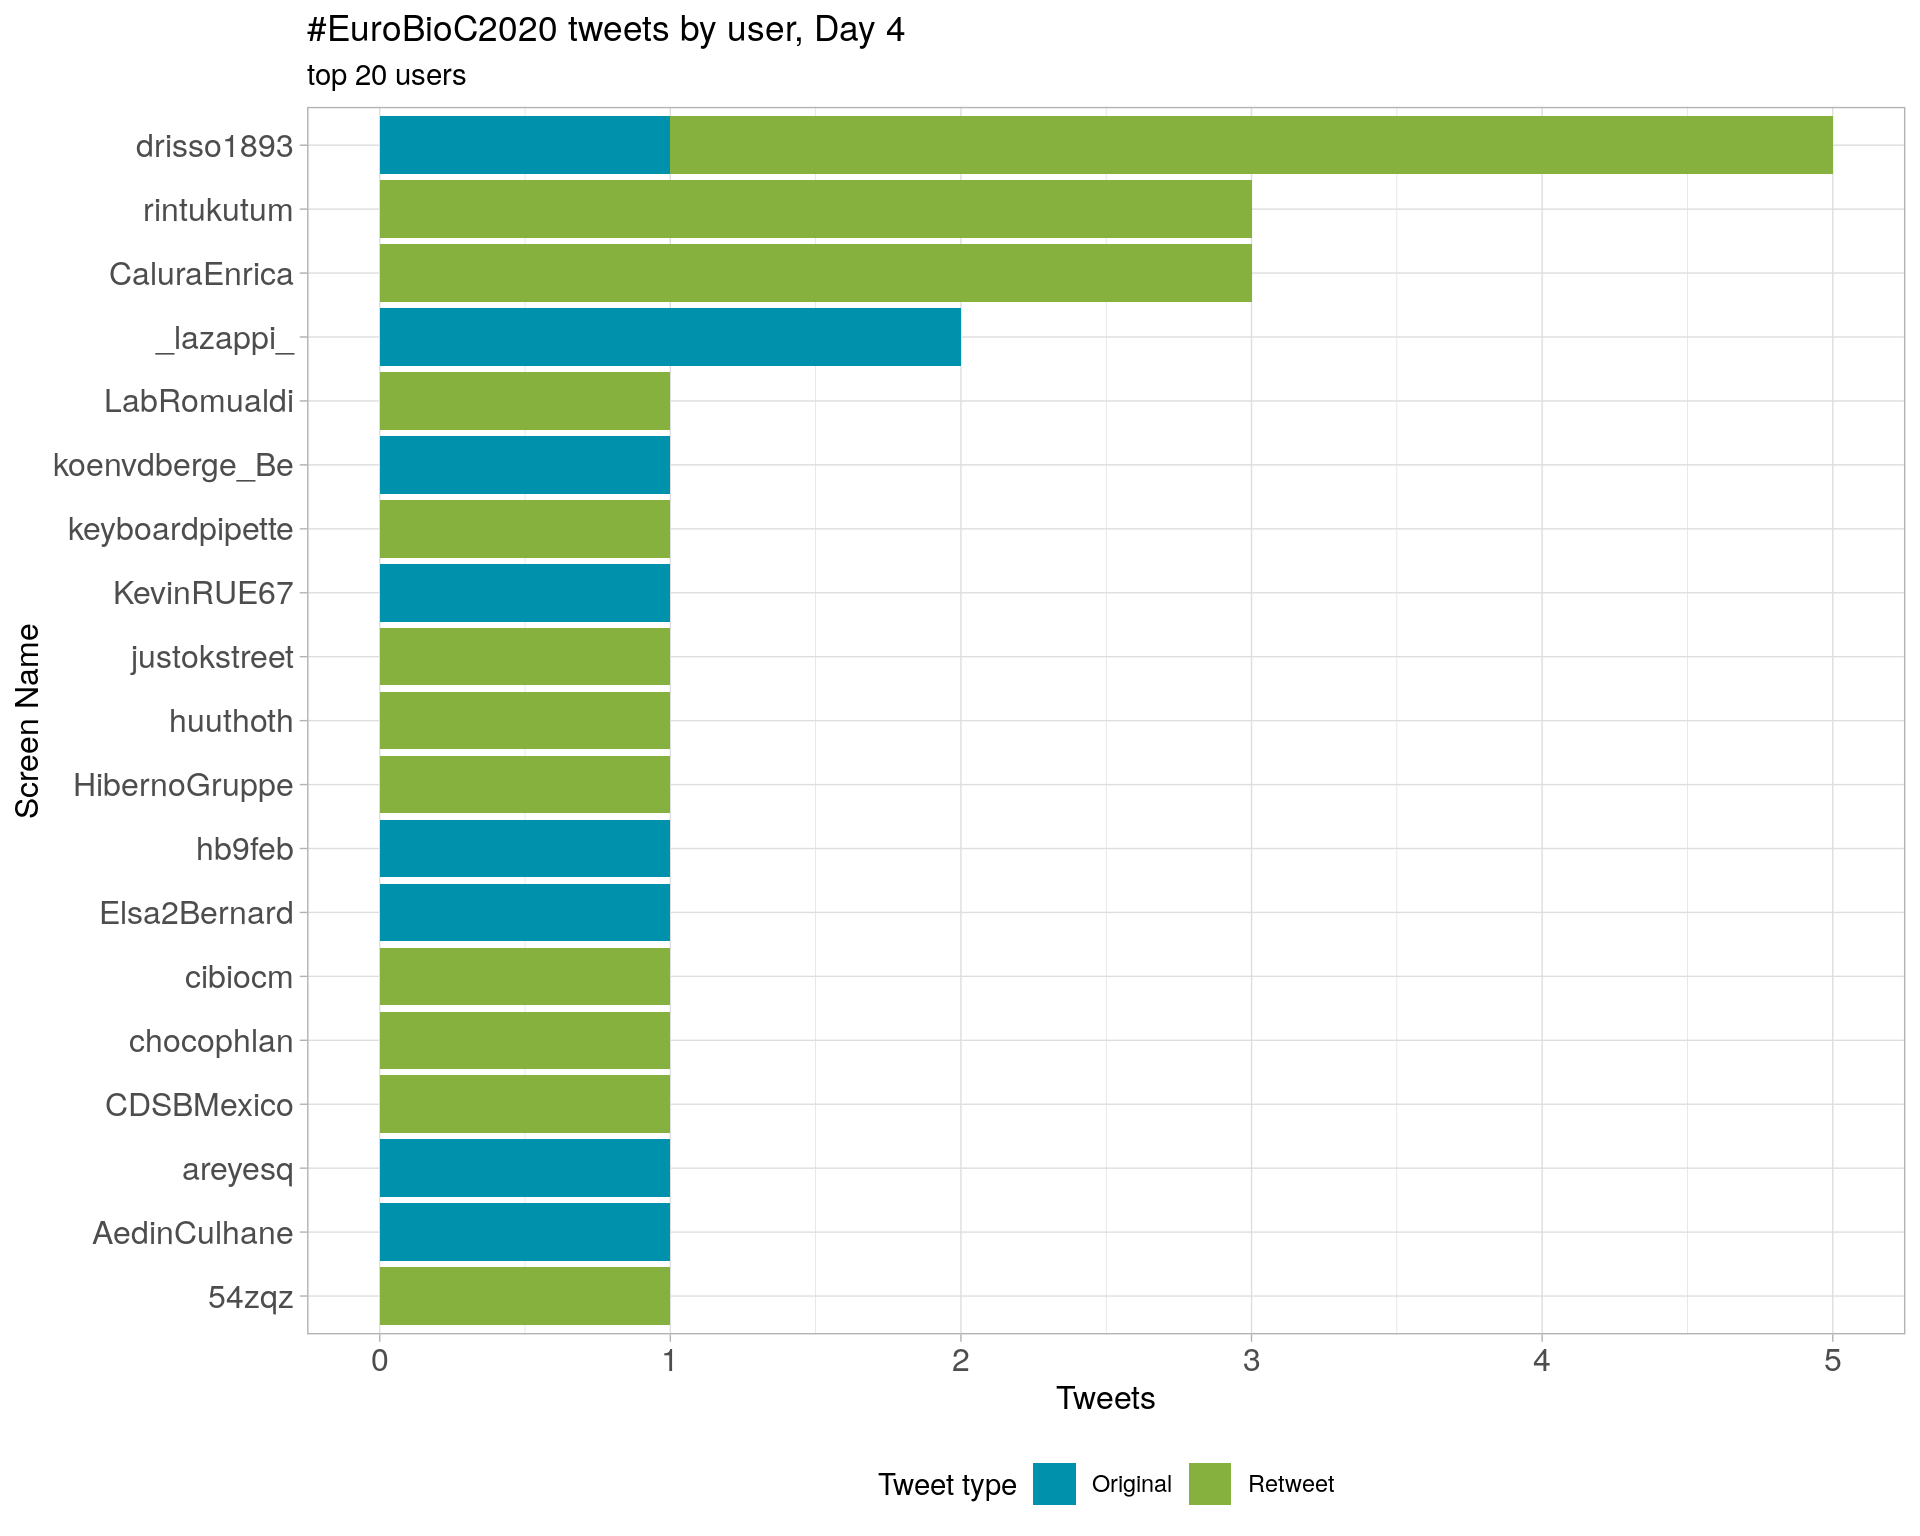 #EuroBioC2020 tweets by user, Day 4
top 20 users
drisso1893
rintukutum
CaluraEnrica
_lazappi_
LabRomualdi
koenvdberge_Be
keyboardpipette
KevinRUE67
justokstreet
huuthoth
HibernoGruppe
hb9feb
Elsa2Bernard
cibiocm
chocophlan
CDSBMexico
areyesq
AedinCulhane
54zqz
Screen Name
0 1 2 3 4 5
Tweets
Tweet type Original Retweet